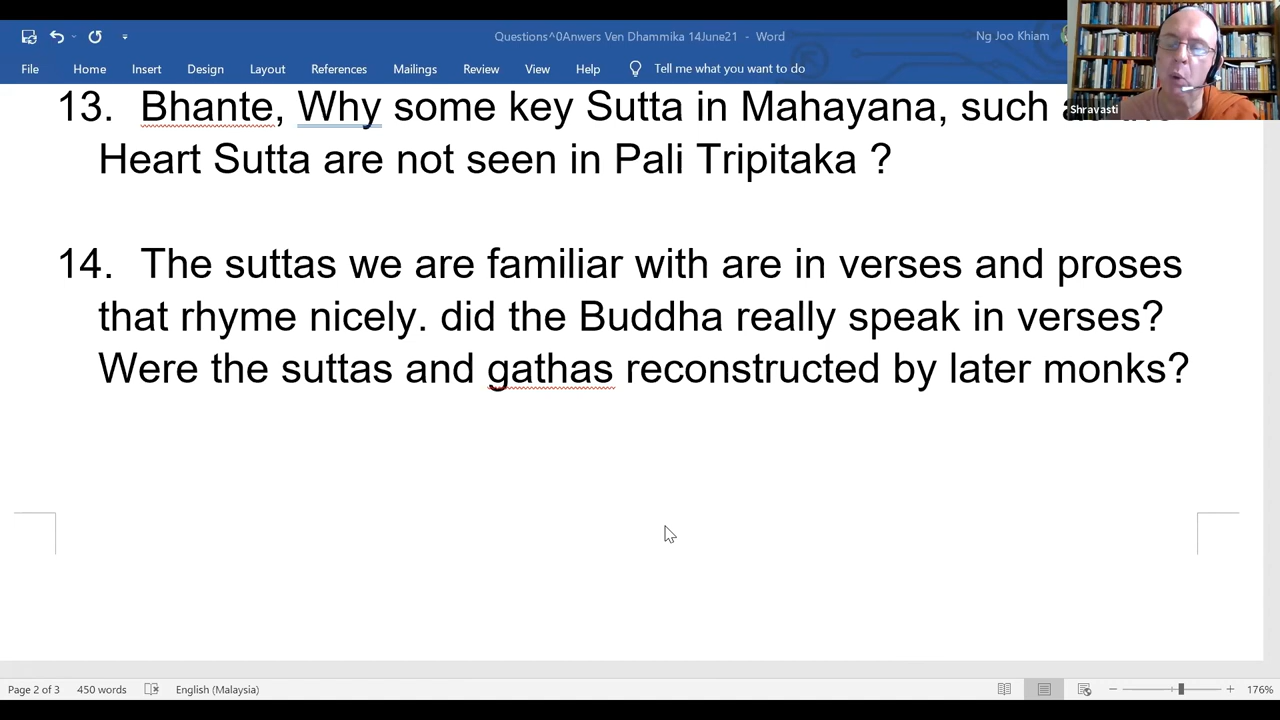 Questions^0Anwers Ven Dhammika 14June21 - Word
Ng Joo Khiam
File Home Insert Design Layout References Mailings Review View Help Tell me what you want to do
Shravasti
13. Bhante, Why some key Sutta in Mahayana, such
Heart Sutta are not seen in Pali Tripitaka ?
14. The suttas we are familiar with are in verses and proses
that rhyme nicely. did the Buddha really speak in verses?
Were the suttas and gathas reconstructed by later monks?
Page 2 of 3 450 words English (Malaysia) 176%